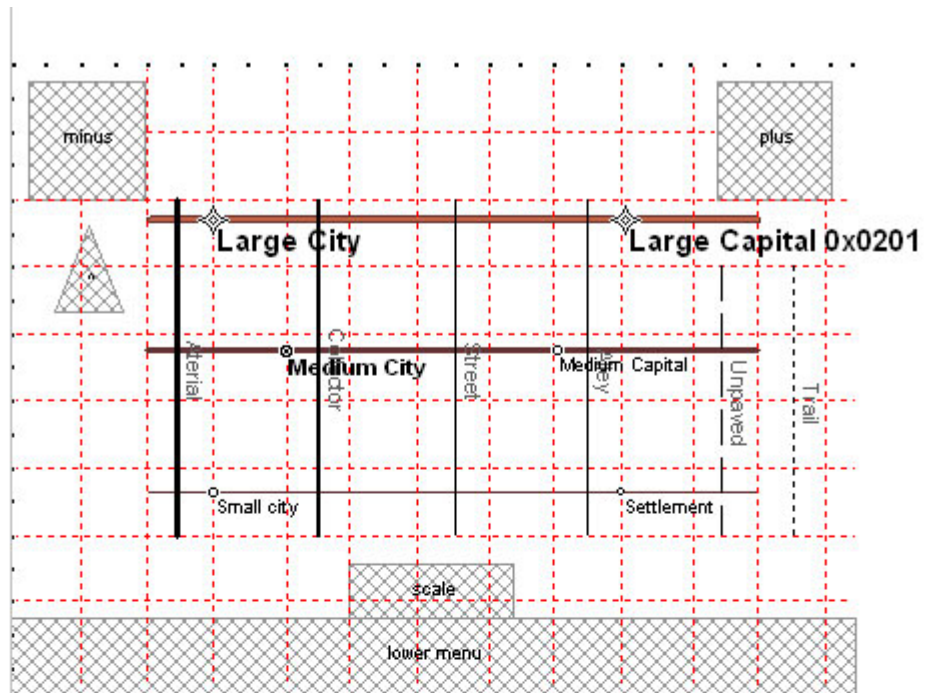 minus
plus
Large City
Large Capital 0x0201
^
Aterial
Collector
Street
Alley
Unpaved
Trail
Medium City
Medium Capital
Small city
Settlement
scale
lower menu